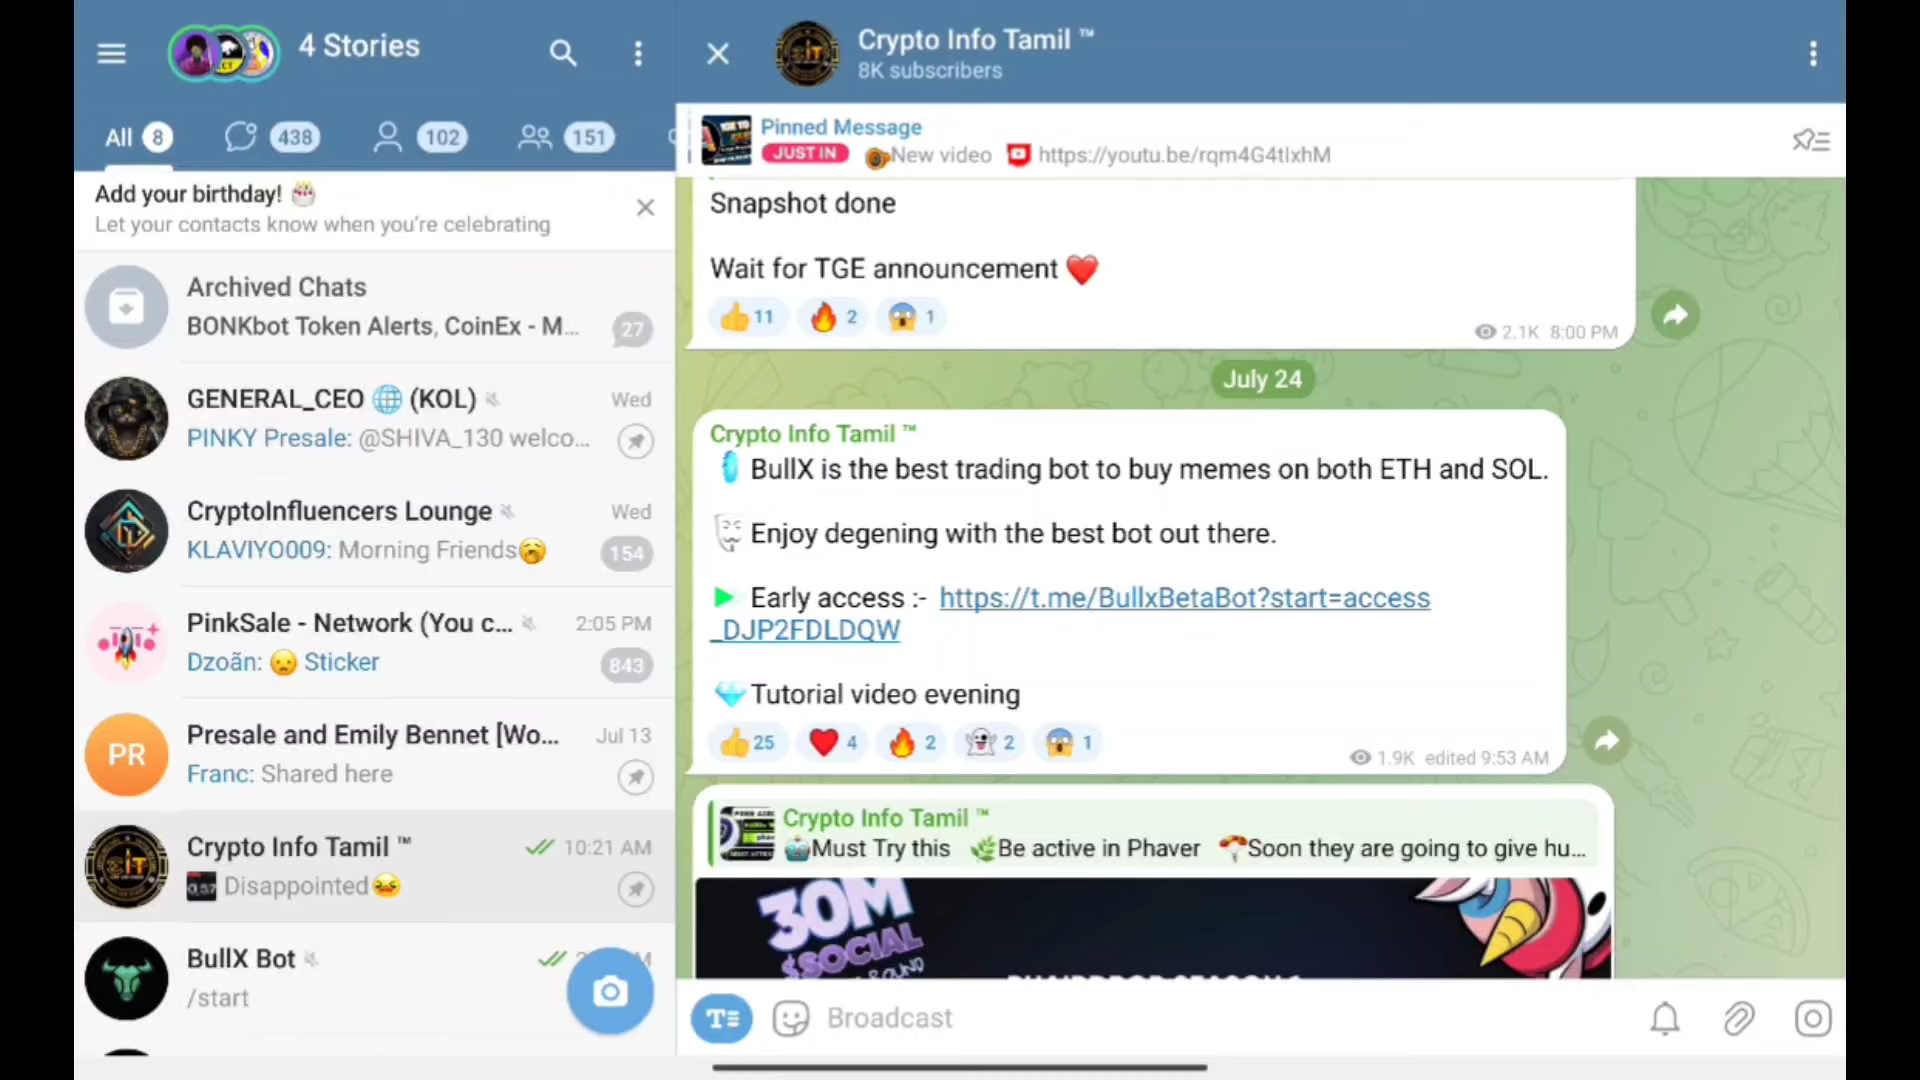 4 Stories
All 8
438
102
151
Add your birthday! 🎂
Let your contacts know when you're celebrating
Archived Chats
BONKbot Token Alerts, CoinEx - M...
27
GENERAL_CEO 🌐 (KOL)
Wed
PINKY Presale: @SHIVA_130 welco...
CryptoInfluencers Lounge
Wed
KLAVIYO009: Morning Friends🥱
154
PinkSale - Network (You c...
2:05 PM
Dzoãn: 😞 Sticker
843
PR
Presale and Emily Bennet [Wo...
Jul 13
Franc: Shared here
Crypto Info Tamil ™
10:21 AM
Disappointed😖
BullX Bot
/start
Crypto Info Tamil ™
8K subscribers
Pinned Message
JUST IN New video https://youtu.be/rqm4G4tIxhM
Snapshot done
Wait for TGE announcement ❤️
👍 11 🔥 2 😱 1
2.1K 8:00 PM
July 24
Crypto Info Tamil ™
BullX is the best trading bot to buy memes on both ETH and SOL.
Enjoy degening with the best bot out there.
Early access :- https://t.me/BullxBetaBot?start=access
_DJP2FDLDQW
💎Tutorial video evening
👍 25 ❤️ 4 🔥 2 👻 2 😱 1
1.9K edited 9:53 AM
Crypto Info Tamil ™
🤖Must Try this 🌿Be active in Phaver 🪂Soon they are going to give hu...
30M
$SOCIAL
Broadcast